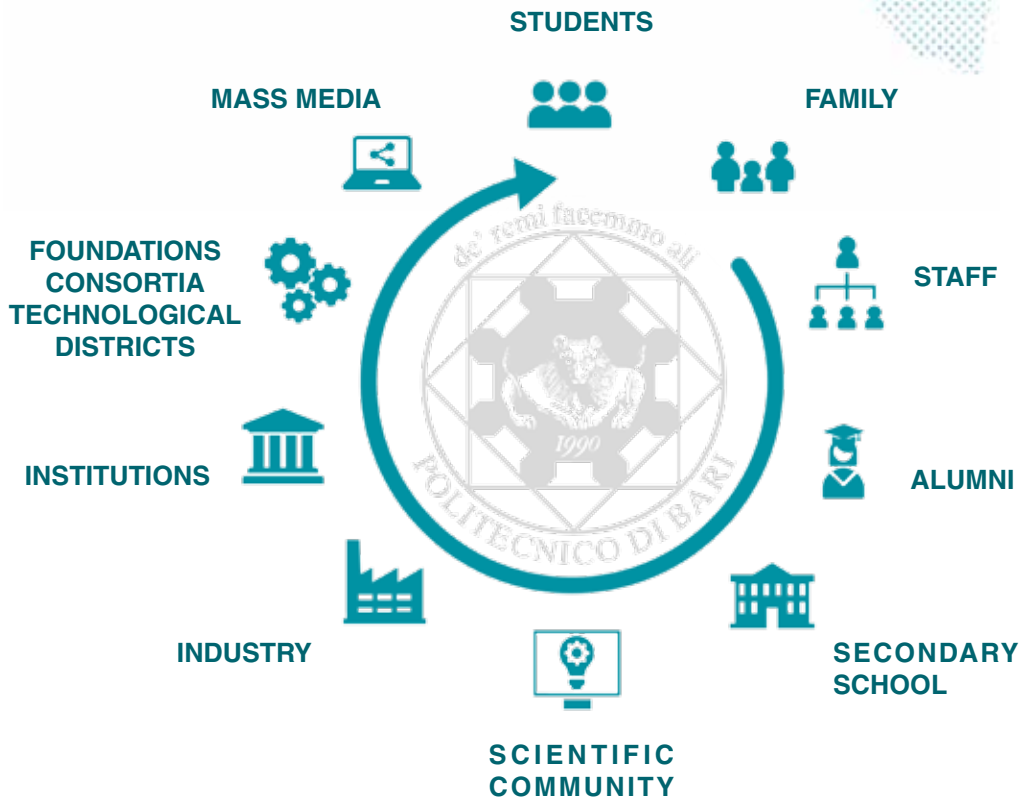 STUDENTS
MASS MEDIA
FAMILY
de' remi facemmo ali
FOUNDATIONS
CONSORTIA
TECHNOLOGICAL
DISTRICTS
STAFF
1990
POLITECNICO DI BARI
INSTITUTIONS
ALUMNI
INDUSTRY
SECONDARY
SCHOOL
SCIENTIFIC
COMMUNITY